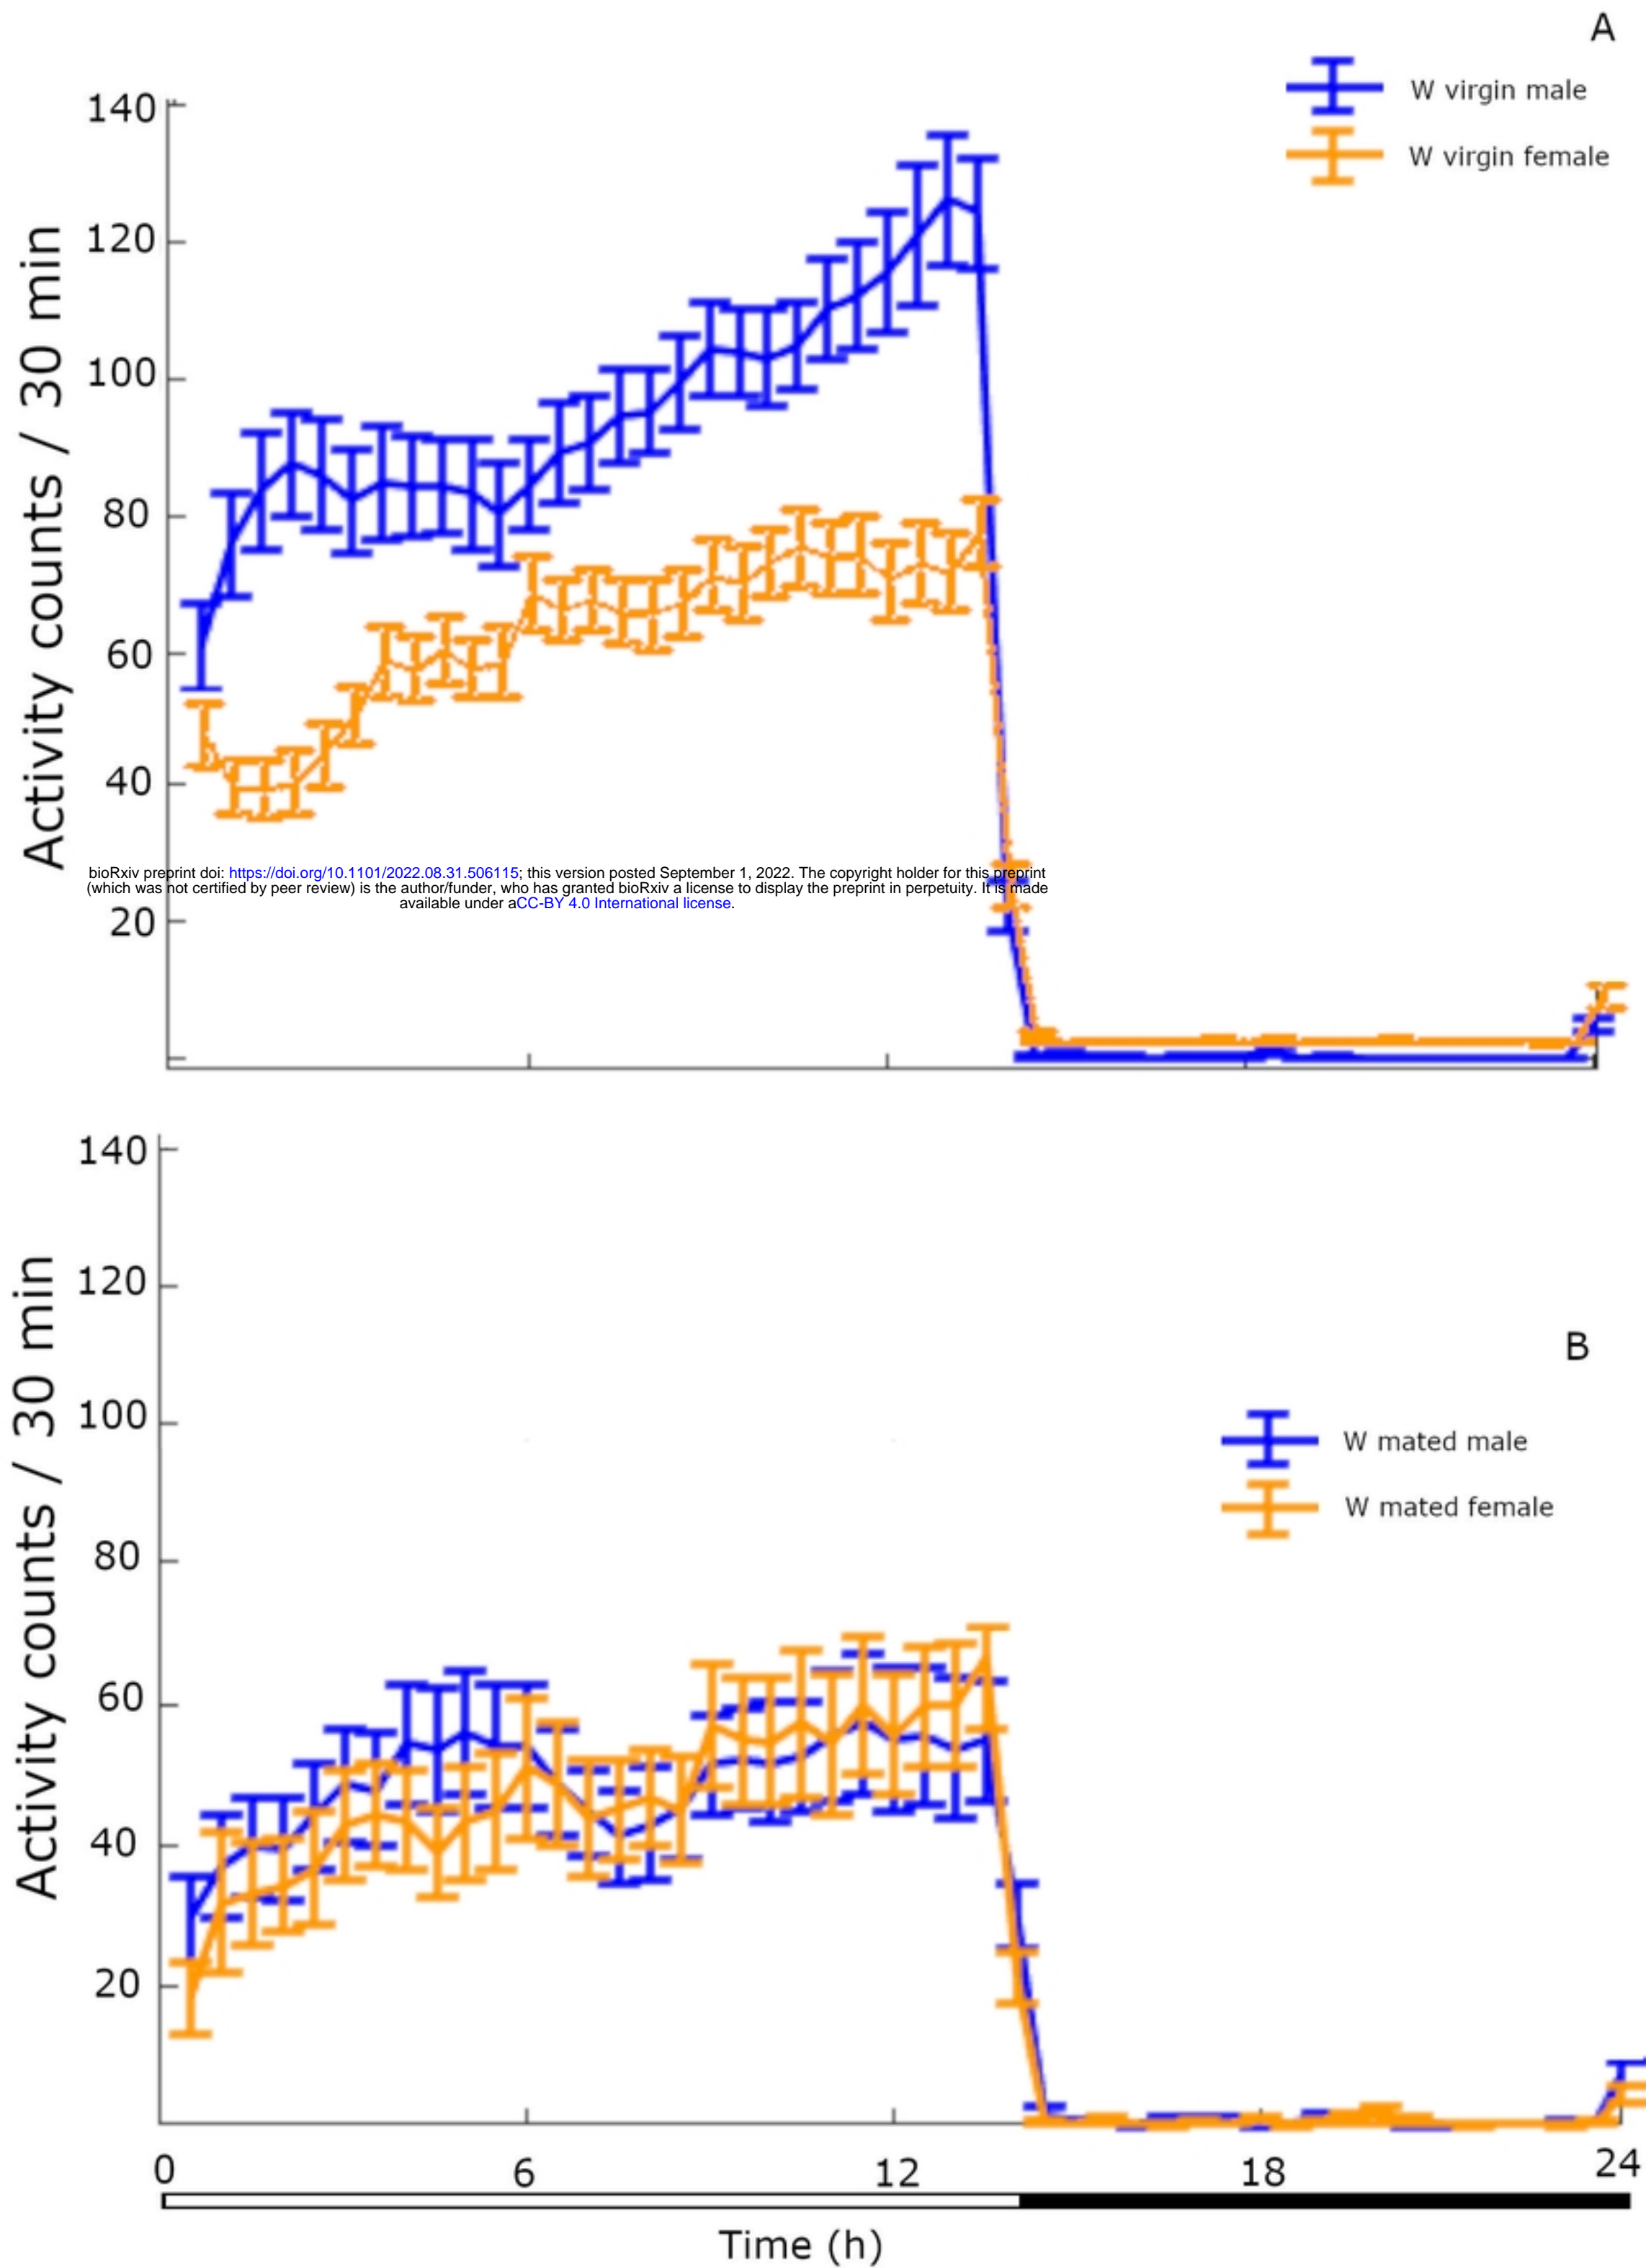 A
W virgin male
W virgin female
Activity counts / 30 min
140
120
100
80
60
40
20
bioRxiv preprint doi: https://doi.org/10.1101/2022.08.31.506115; this version posted September 1, 2022. The copyright holder for this preprint
(which was not certified by peer review) is the author/funder, who has granted bioRxiv a license to display the preprint in perpetuity. It is made
available under aCC-BY 4.0 International license.
B
W mated male
W mated female
Activity counts / 30 min
140
120
100
80
60
40
20
0 6 12 18 24
Time (h)